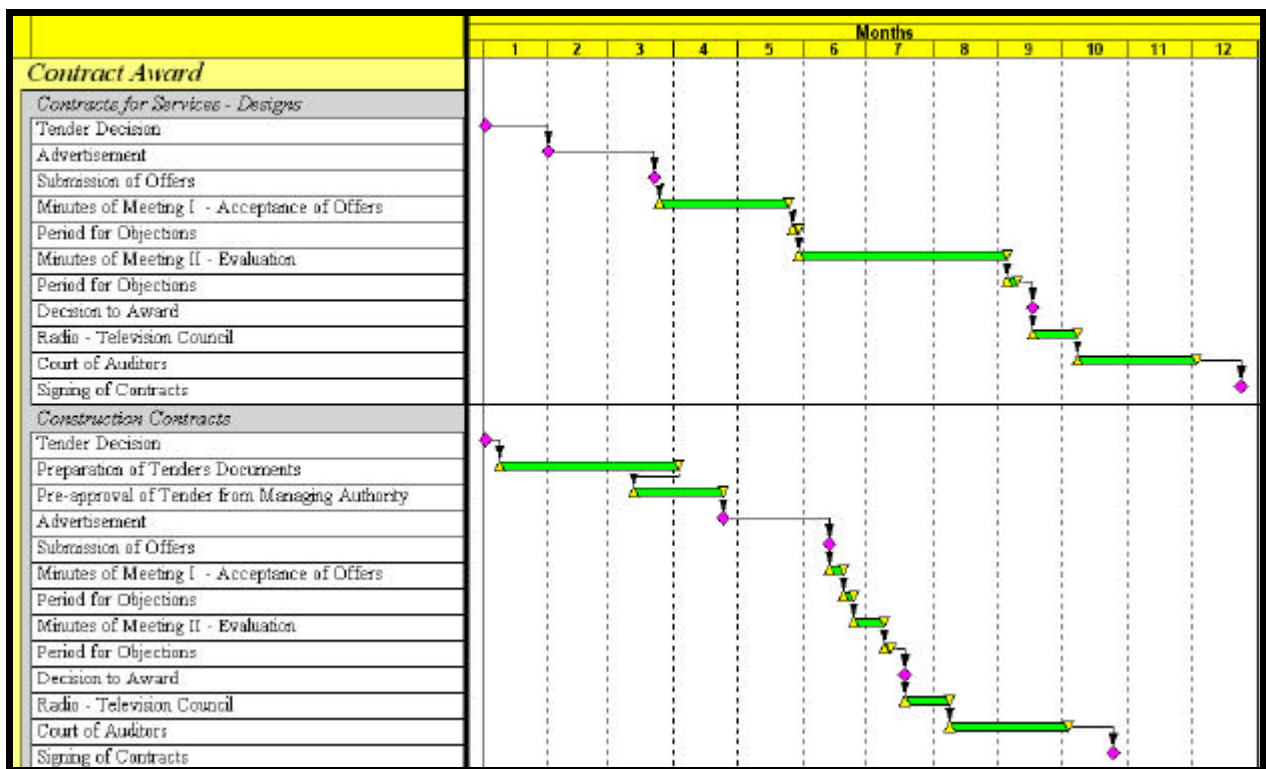 Months
1 2 3 4 5 6 7 8 9 10 11 12
Contract Award
Contracts for Services - Designs
Tender Decision
Advertisement
Submission of Offers
Minutes of Meeting I - Acceptance of Offers
Period for Objections
Minutes of Meeting II - Evaluation
Period for Objections
Decision to Award
Radio - Television Council
Court of Auditors
Signing of Contracts
Construction Contracts
Tender Decision
Preparation of Tenders Documents
Pre-approval of Tender from Managing Authority
Advertisement
Submission of Offers
Minutes of Meeting I - Acceptance of Offers
Period for Objections
Minutes of Meeting II - Evaluation
Period for Objections
Decision to Award
Radio - Television Council
Court of Auditors
Signing of Contracts